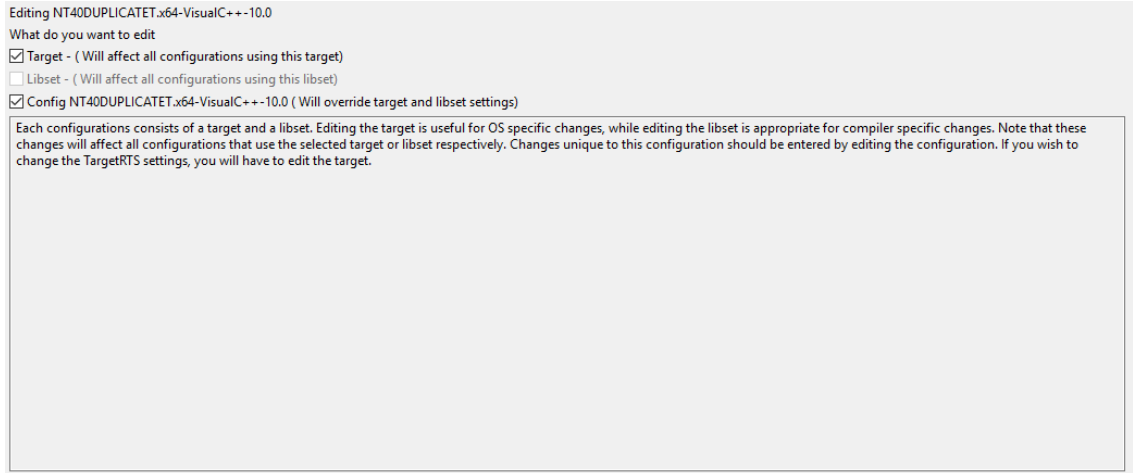 Editing NT40DUPLICATET.x64-VisualC++-10.0
What do you want to edit
Target - ( Will affect all configurations using this target)
Libset - ( Will affect all configurations using this libset)
Config NT40DUPLICATET.x64-VisualC++-10.0 ( Will override target and libset settings)
Each configurations consists of a target and a libset. Editing the target is useful for OS specific changes, while editing the libset is appropriate for compiler specific changes. Note that these
changes will affect all configurations that use the selected target or libset respectively. Changes unique to this configuration should be entered by editing the configuration. If you wish to
change the TargetRTS settings, you will have to edit the target.